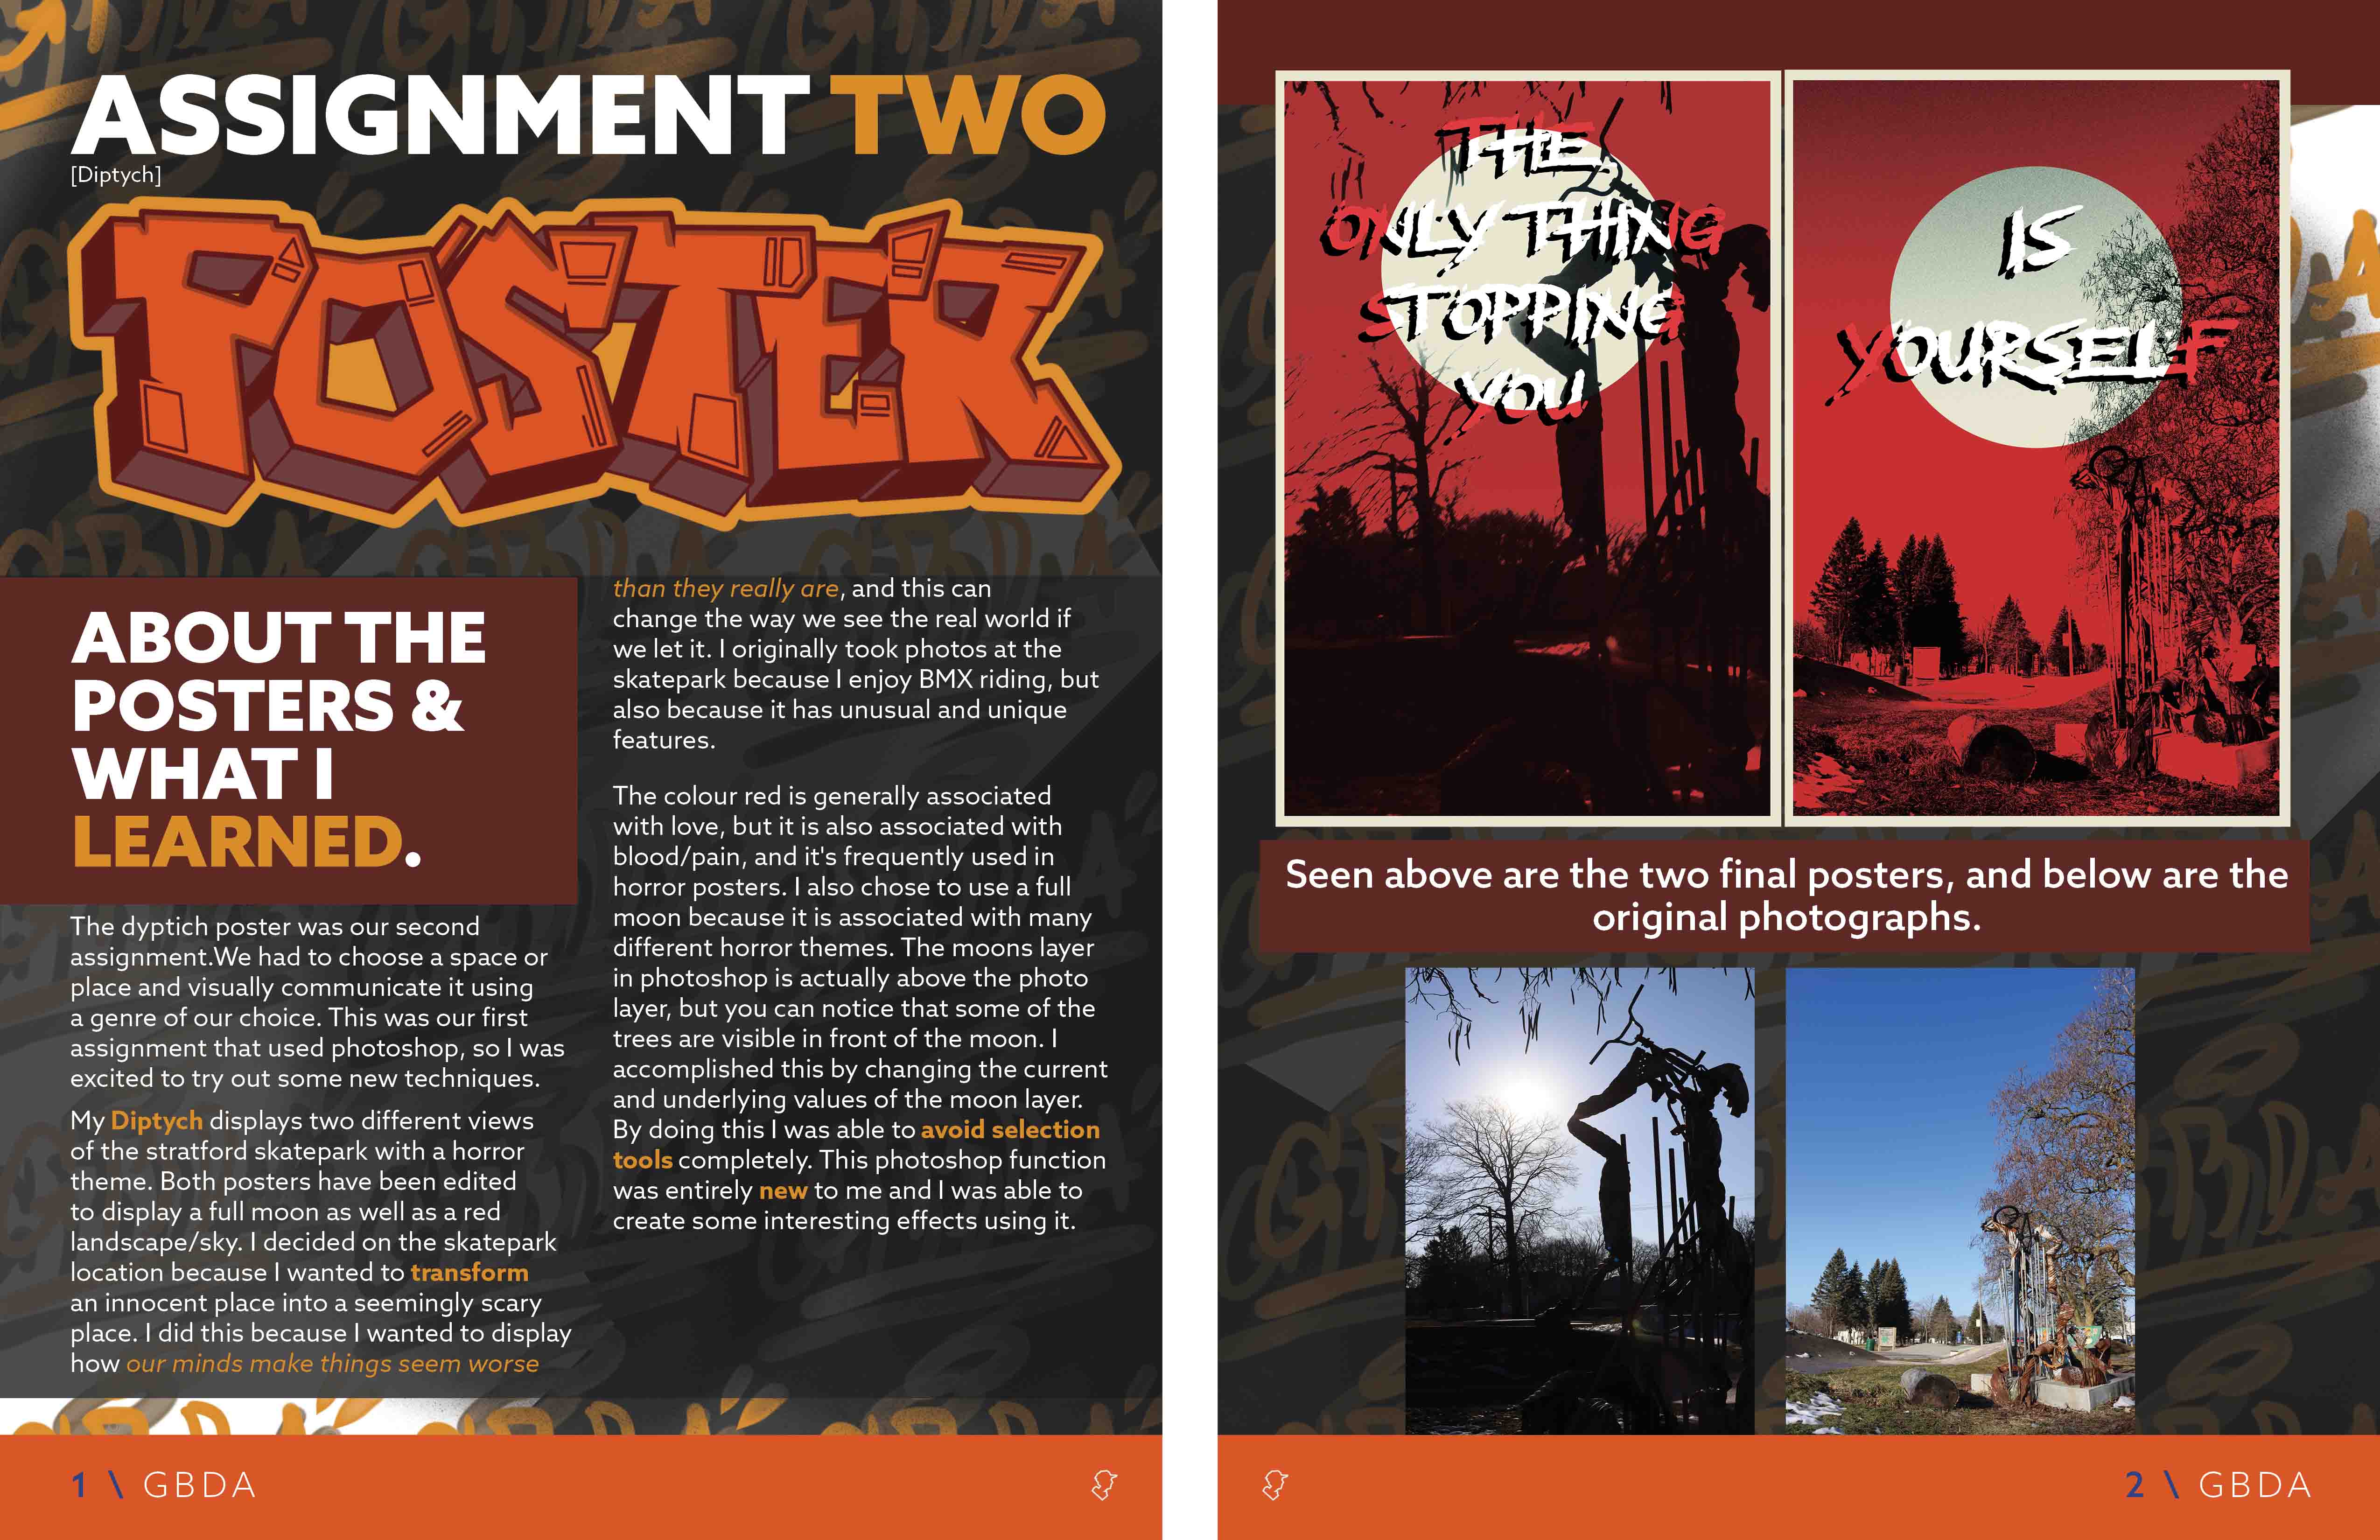 ASSIGNMENT TWO
[Diptych]
POSTER
ABOUT THE
POSTERS &
WHAT I
LEARNED.
The dyptich poster was our second
assignment.We had to choose a space or
place and visually communicate it using
a genre of our choice. This was our first
assignment that used photoshop, so I was
excited to try out some new techniques.
My Diptych displays two different views
of the stratford skatepark with a horror
theme. Both posters have been edited
to display a full moon as well as a red
landscape/sky. I decided on the skatepark
location because I wanted to transform
an innocent place into a seemingly scary
place. I did this because I wanted to display
how our minds make things seem worse
than they really are, and this can
change the way we see the real world if
we let it. I originally took photos at the
skatepark because I enjoy BMX riding, but
also because it has unusual and unique
features.
The colour red is generally associated
with love, but it is also associated with
blood/pain, and it's frequently used in
horror posters. I also chose to use a full
moon because it is associated with many
different horror themes. The moons layer
in photoshop is actually above the photo
layer, but you can notice that some of the
trees are visible in front of the moon. I
accomplished this by changing the current
and underlying values of the moon layer.
By doing this I was able to avoid selection
tools completely. This photoshop function
was entirely new to me and I was able to
create some interesting effects using it.
1 \ GBDA
THE
ONLY THING
STOPPING
YOU
IS
YOURSELF
Seen above are the two final posters, and below are the
original photographs.
2 \ GBDA